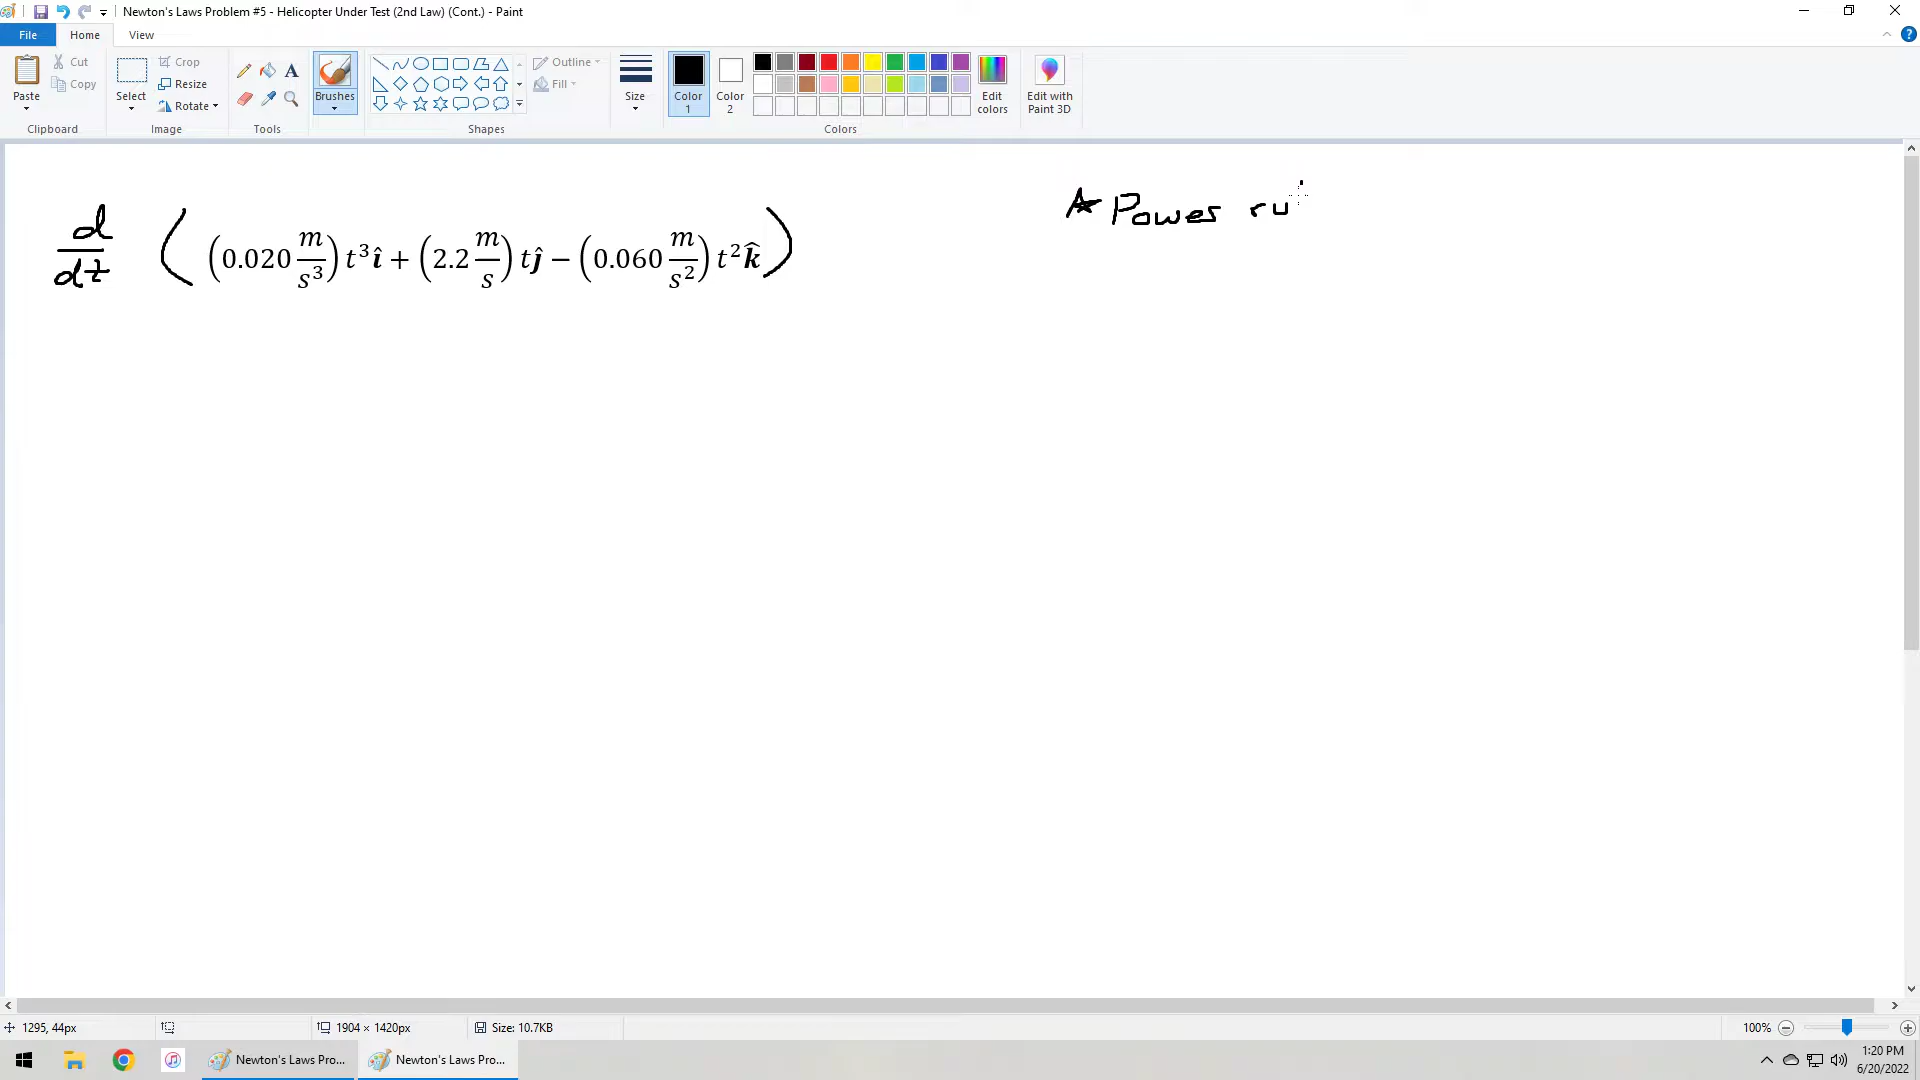 Newton's Laws Problem #5 - Helicopter Under Test (2nd Law) (Cont.) - Paint
File Home View
Paste Cut Copy
Clipboard
Select Crop Resize Rotate
Image
A
Tools
Brushes
Shapes
Outline Fill
Size
Color 1 Color 2
Colors
Edit colors
Edit with Paint 3D
Power ru
d/dt ( (0.020 m/s³) t³ î + (2.2 m/s) t ĵ − (0.060 m/s²) t² k̂ )
1295, 44px 1904 × 1420px Size: 10.7KB 100%
Newton's Laws Pro... Newton's Laws Pro... 1:20 PM
6/20/2022